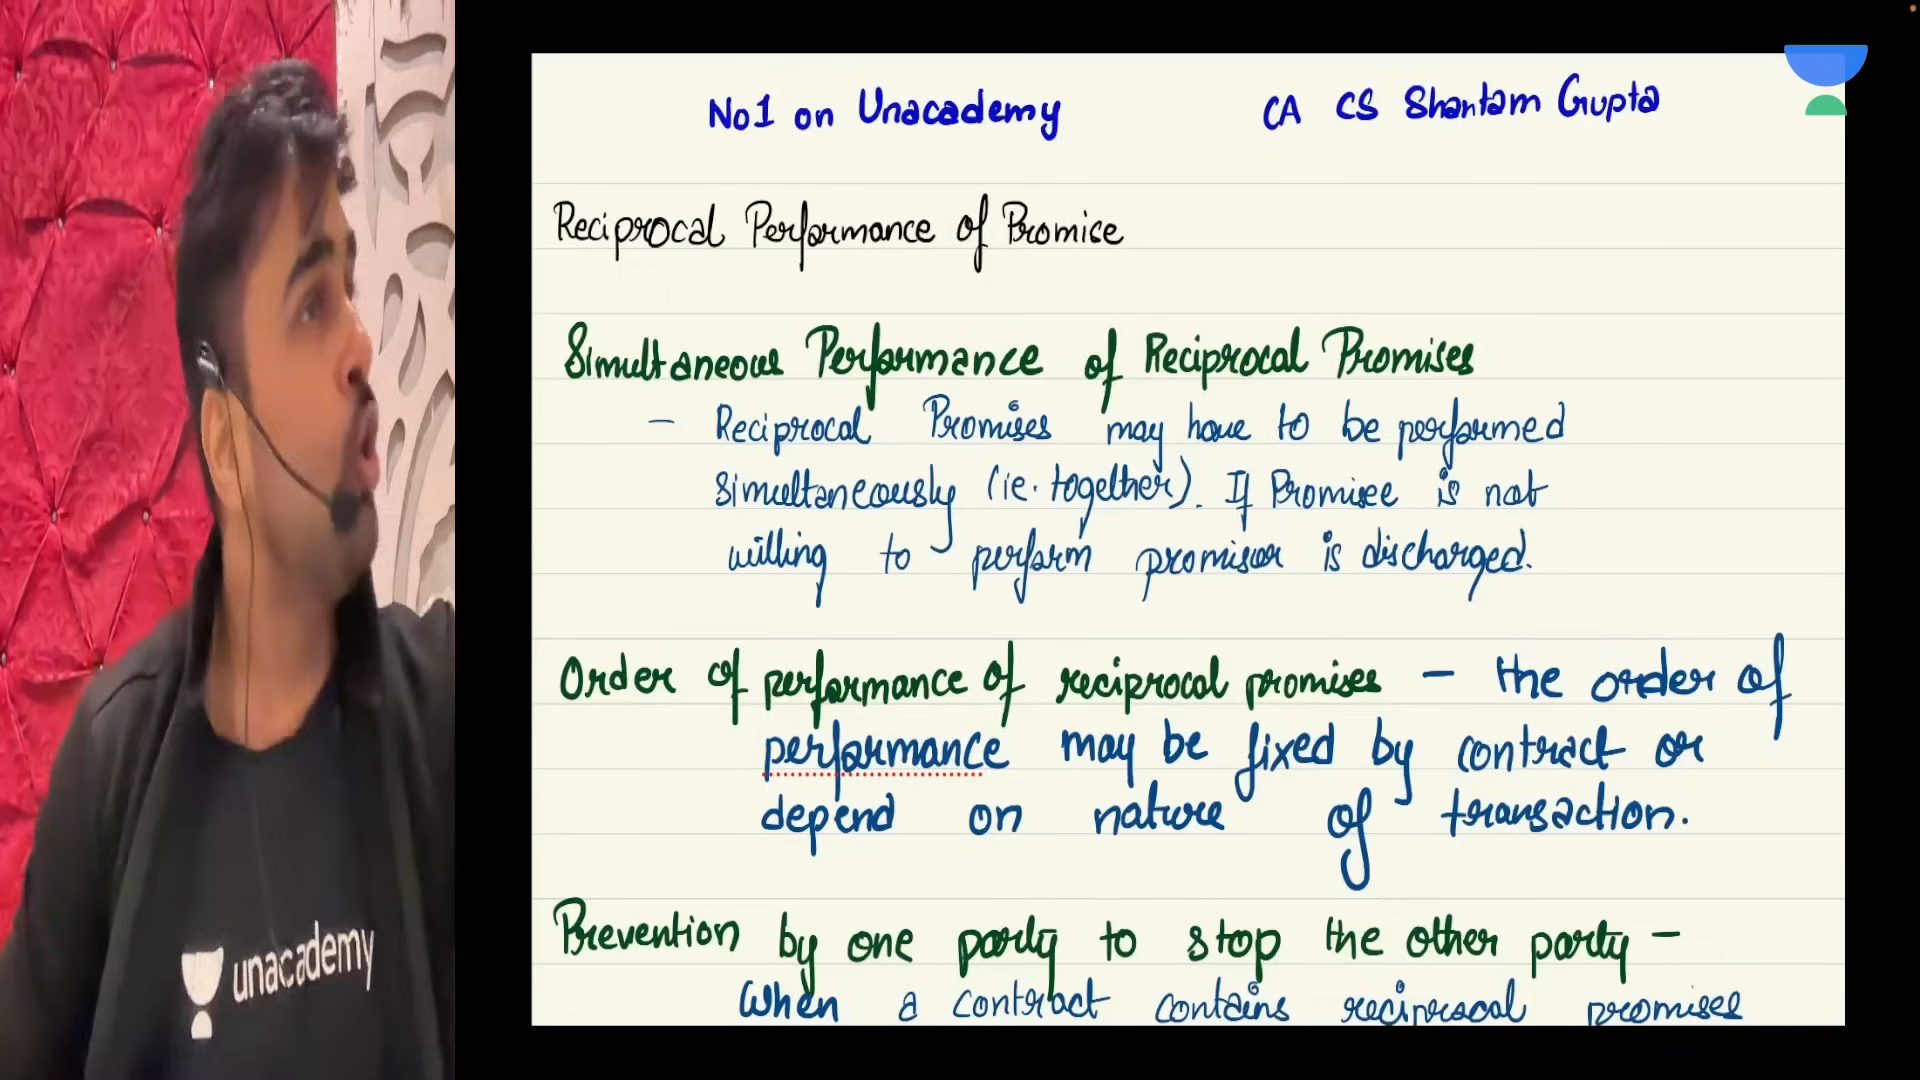 No1 on Unacademy CA CS Shantam Gupta
Reciprocal Performance of Promise
Simultaneous Performance of Reciprocal Promises
- Reciprocal Promises may have to be performed
simultaneously (ie. together). If Promisee is not
willing to perform promisor is discharged.
Order of performance of reciprocal promises - the order of
performance may be fixed by contract or
depend on nature of transaction.
Prevention by one party to stop the other party -
When a contract contains reciprocal promises
unacademy